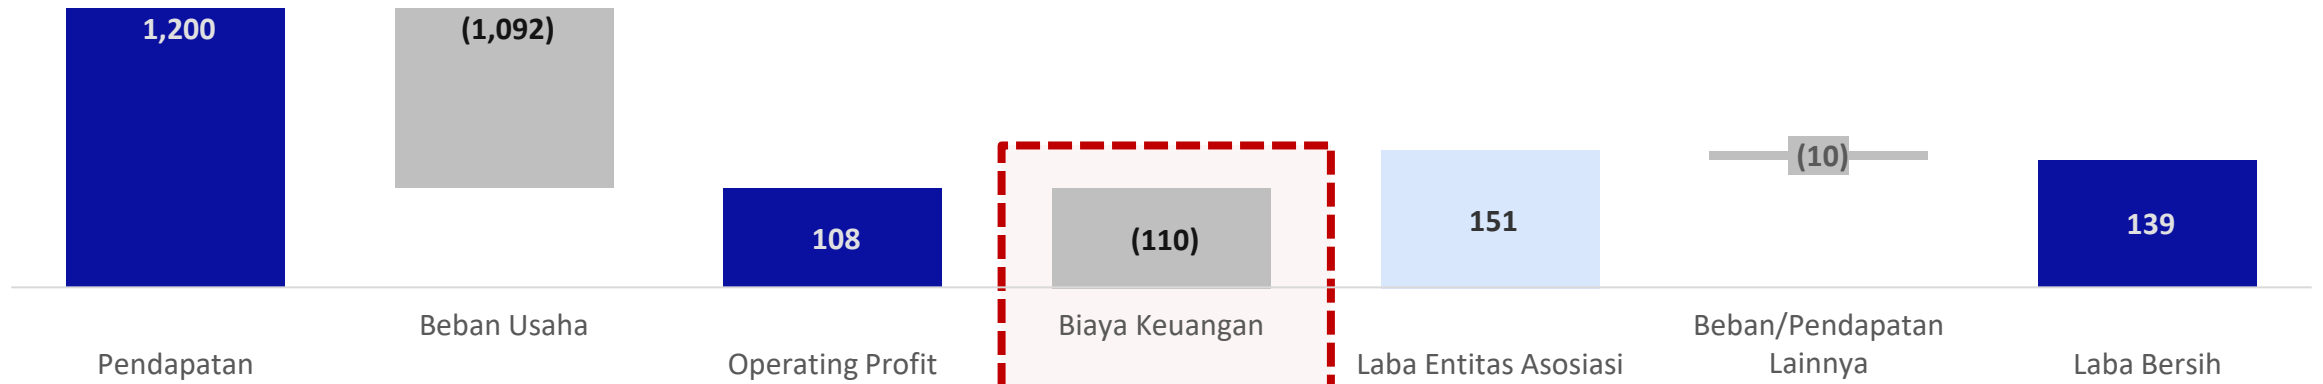 1,200
(1,092)
108
(110)
151
(10)
139
Pendapatan
Beban Usaha
Operating Profit
Biaya Keuangan
Laba Entitas Asosiasi
Beban/Pendapatan
Lainnya
Laba Bersih